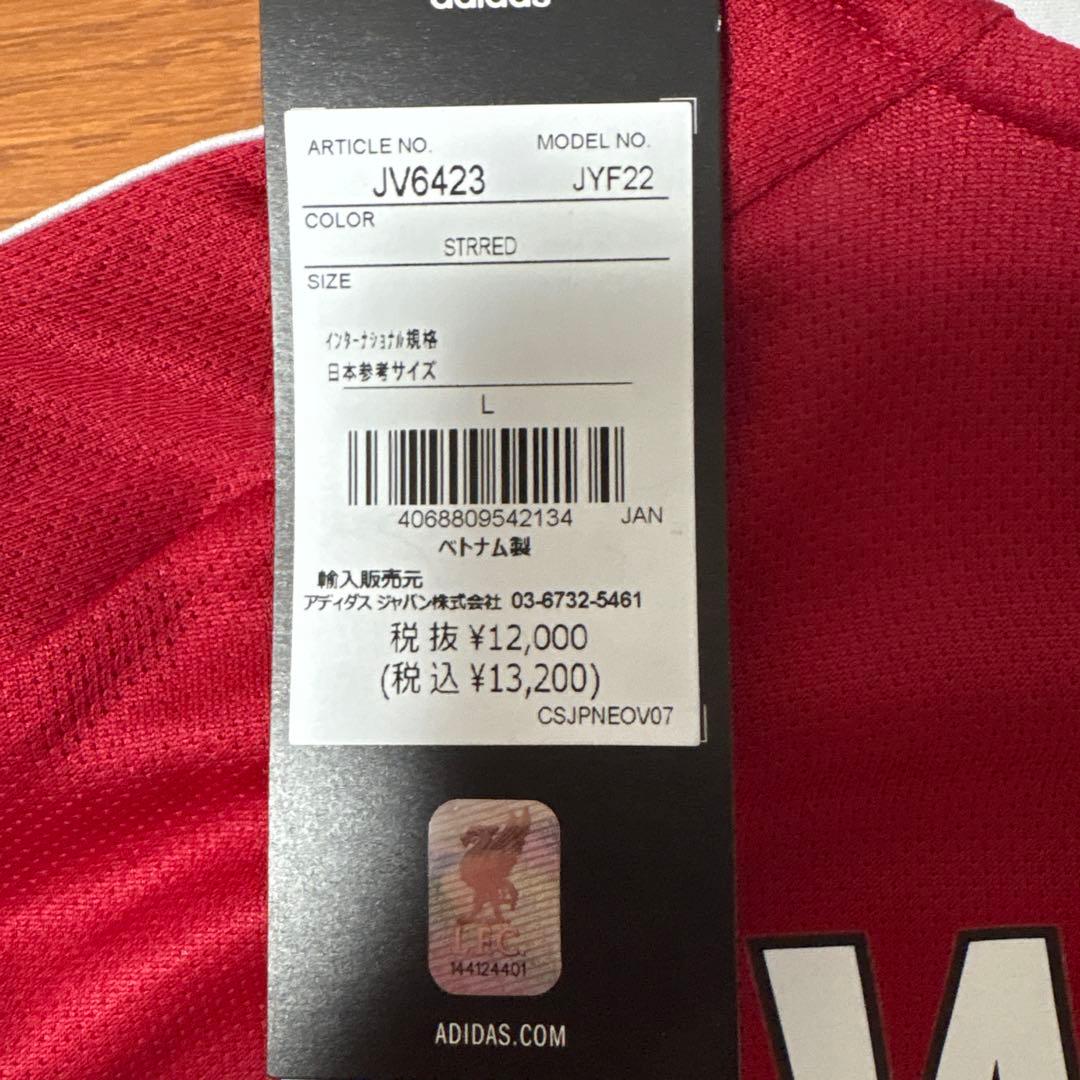 adidas
ARTICLE NO. MODEL NO.
JV6423 JYF22
COLOR
STRRED
SIZE
インターナショナル規格
日本参考サイズ
L
4068809542134 JAN
ベトナム製
輸入販売元
アディダス ジャパン株式会社 03-6732-5461
税抜 ¥12,000
(税込 ¥13,200)
CSJPNEOV07
L.F.C.
144124401
ADIDAS.COM